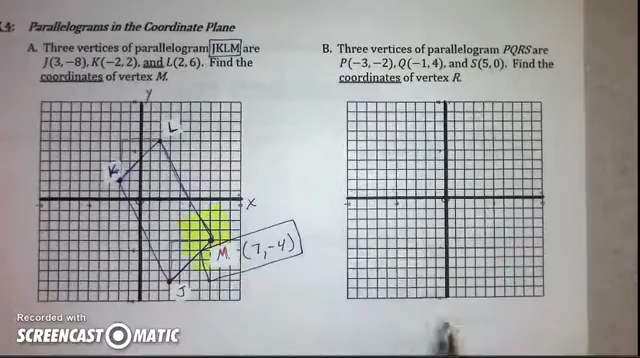 4: Parallelograms in the Coordinate Plane
A. Three vertices of parallelogram JKLM are
J(3,−8), K(−2,2), and L(2,6). Find the
coordinates of vertex M.
B. Three vertices of parallelogram PQRS are
P(−3,−2), Q(−1,4), and S(5,0). Find the
coordinates of vertex R.
y
L
K
x
M (7,-4)
J
Recorded with
SCREENCAST MATIC